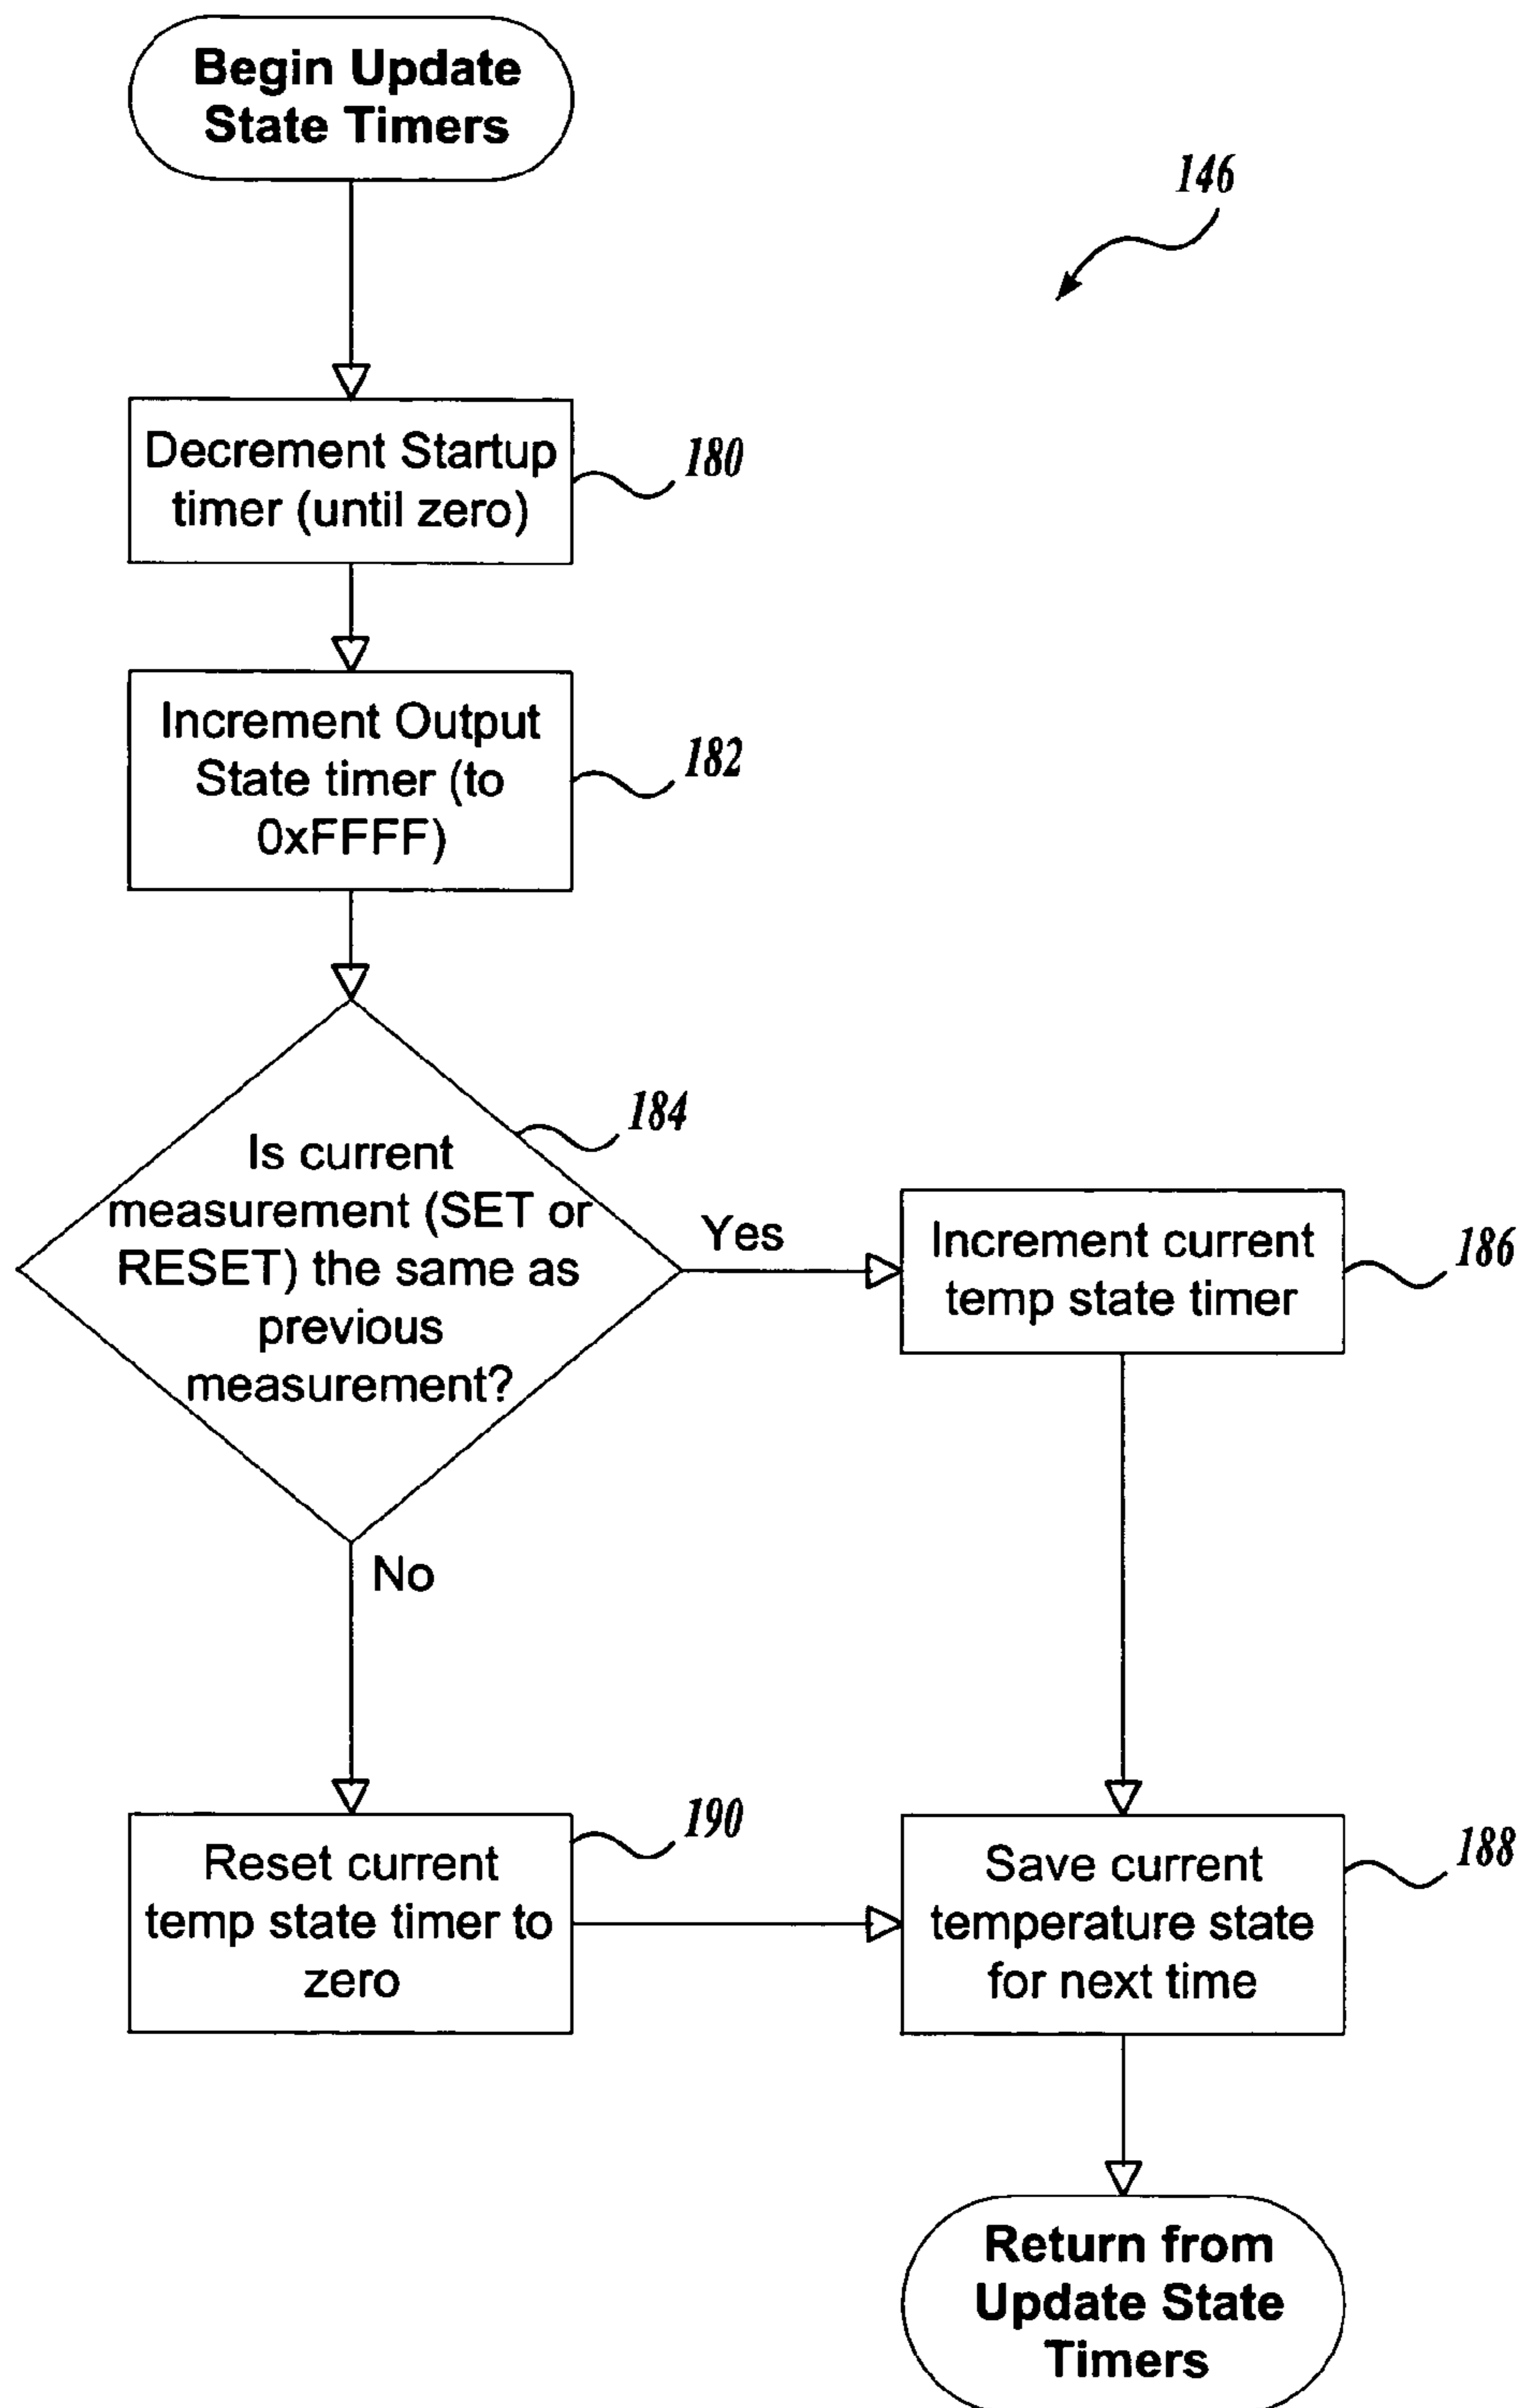 Begin Update
State Timers
146
Decrement Startup
timer (until zero)
180
Increment Output
State timer (to
0xFFFF)
182
184
Is current
measurement (SET or
RESET) the same as
previous
measurement?
Yes
Increment current
temp state timer
186
No
Reset current
temp state timer to
zero
190
Save current
temperature state
for next time
188
Return from
Update State
Timers